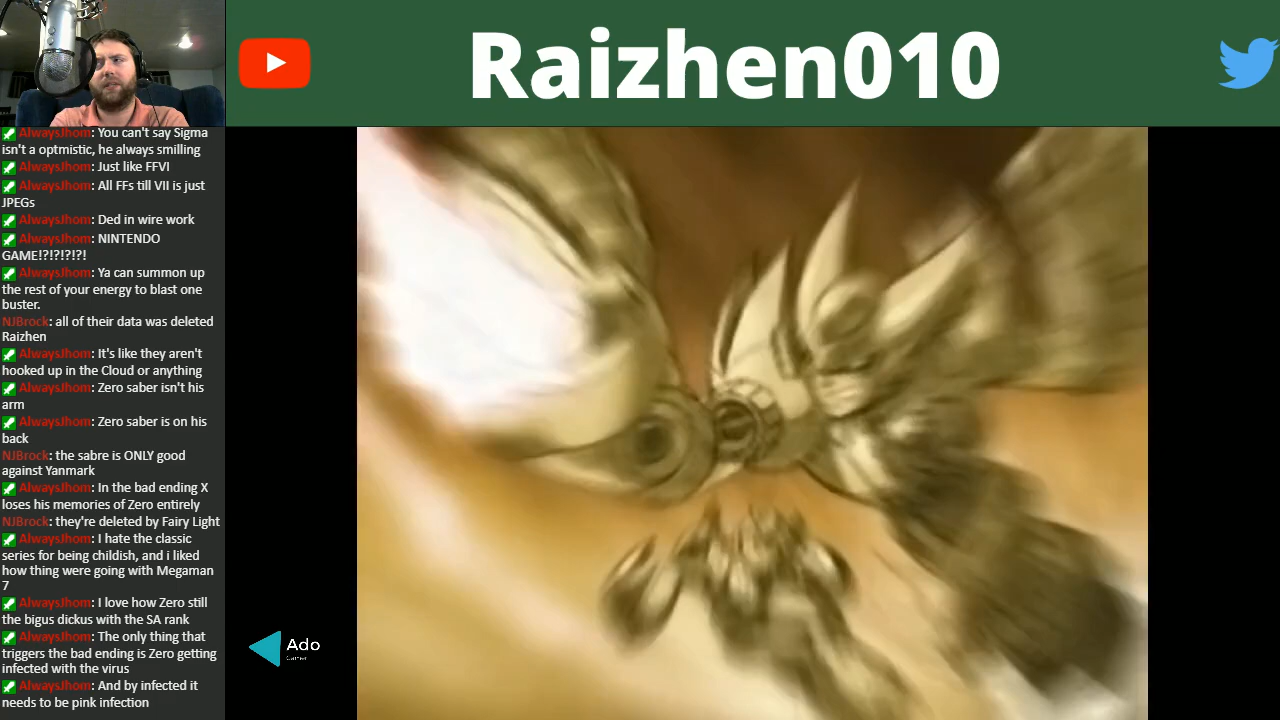 Raizhen010
AlwaysJhom: You can't say Sigma
isn't a optmistic, he always smilling
AlwaysJhom: Just like FFVI
AlwaysJhom: All FFs till VII is just
JPEGs
AlwaysJhom: Ded in wire work
AlwaysJhom: NINTENDO
GAME!?!?!?!?!
AlwaysJhom: Ya can summon up
the rest of your energy to blast one
buster.
NJBrock: all of their data was deleted
Raizhen
AlwaysJhom: It's like they aren't
hooked up in the Cloud or anything
AlwaysJhom: Zero saber isn't his
arm
AlwaysJhom: Zero saber is on his
back
NJBrock: the sabre is ONLY good
against Yanmark
AlwaysJhom: In the bad ending X
loses his memories of Zero entirely
NJBrock: they're deleted by Fairy Light
AlwaysJhom: I hate the classic
series for being childish, and i liked
how thing were going with Megaman
7
AlwaysJhom: I love how Zero still
the bigus dickus with the SA rank
AlwaysJhom: The only thing that
triggers the bad ending is Zero getting
infected with the virus
AlwaysJhom: And by infected it
needs to be pink infection
Ado